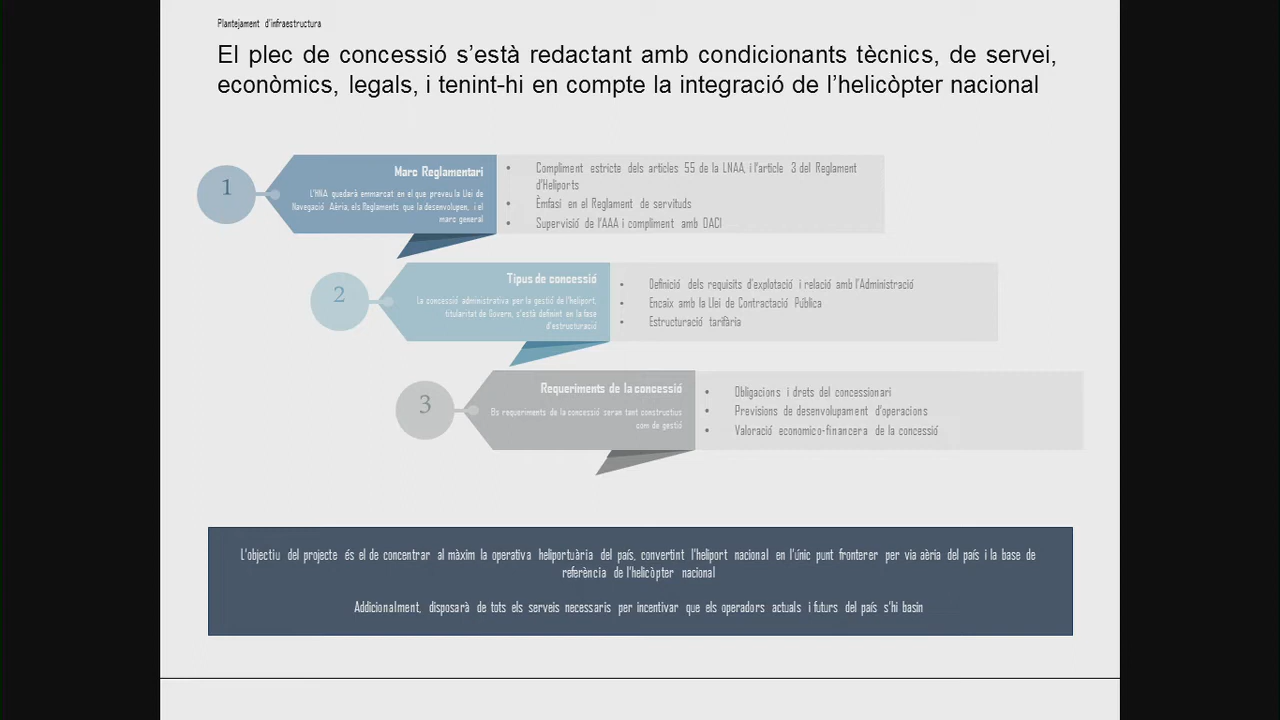 Plantejament d'infraestructura
El plec de concessió s'està redactant amb condicionants tècnics, de servei,
econòmics, legals, i tenint-hi en compte la integració de l'helicòpter nacional
1
Marc Reglamentari
L'HNA quedarà emmarcat en el que preveu la Llei de
Navegació Aèria, els Reglaments que la desenvolupen, i el
marc general
• Compliment estricte dels articles 55 de la LNAA, i l'article 3 del Reglament
d'Heliports
• Èmfasi en el Reglament de servituds
• Supervisió de l'AAA i compliment amb OACI
2
Tipus de concessió
La concessió administrativa per la gestió de l'heliport,
titularitat de Govern, s'està definint en la fase
d'estructuració
• Definició dels requisits d'explotació i relació amb l'Administració
• Encaix amb la Llei de Contractació Pública
• Estructuració tarifària
3
Requeriments de la concessió
Els requeriments de la concessió seran tant constructius
com de gestió
• Obligacions i drets del concessionari
• Previsions de desenvolupament d'operacions
• Valoració economico-financera de la concessió
L'objectiu del projecte és el de concentrar al màxim la operativa heliportuària del país, convertint l'heliport nacional en l'únic punt fronterer per via aèria del país i la base de
referència de l'helicòpter nacional
Addicionalment, disposarà de tots els serveis necessaris per incentivar que els operadors actuals i futurs del país s'hi basin